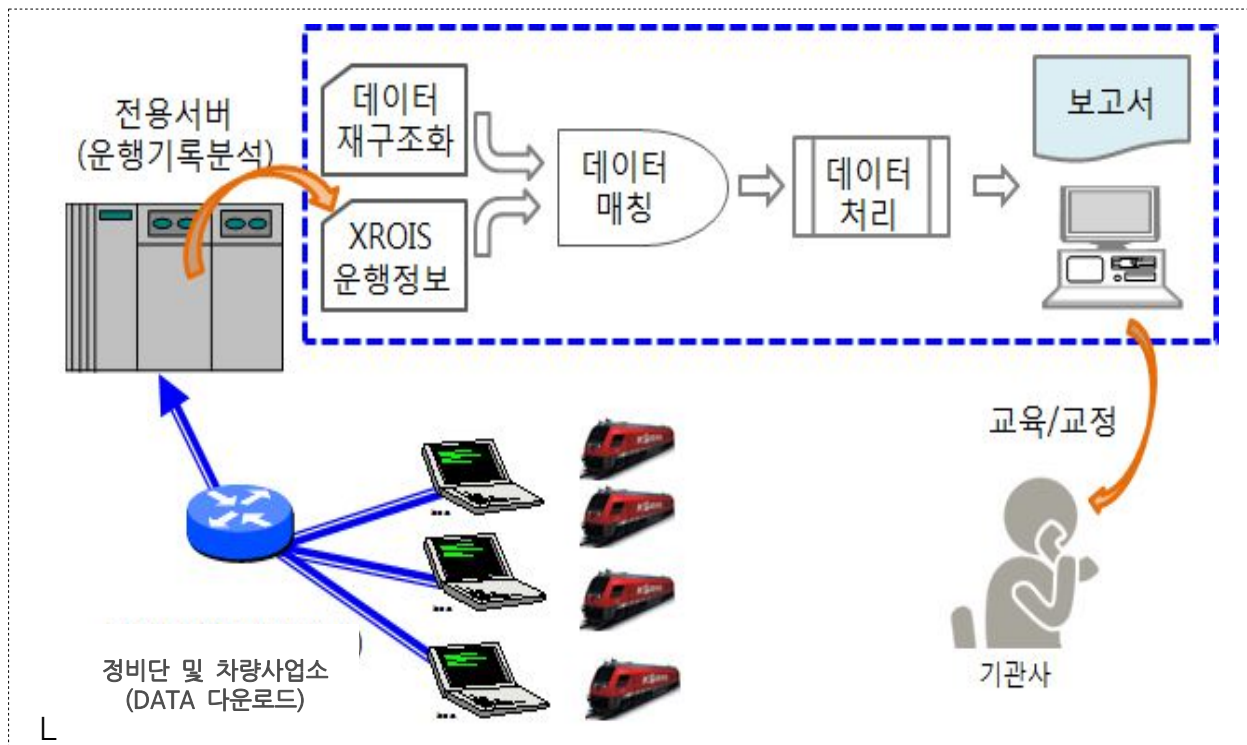 전용서버
(운행기록분석)
데이터
재구조화
XROIS
운행정보
데이터
매칭
데이터
처리
보고서
교육/교정
기관사
정비단 및 차량사업소
(DATA 다운로드)